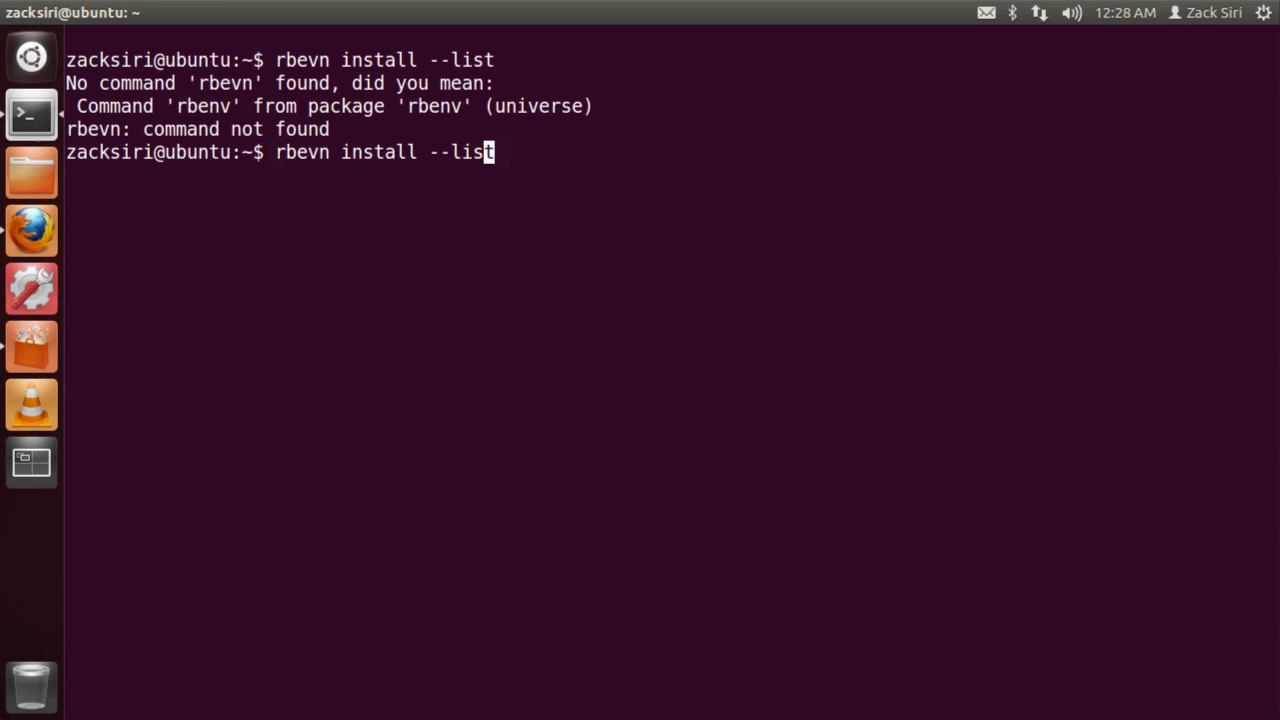 zacksiri@ubuntu: ~
12:28 AM
Zack Siri
zacksiri@ubuntu:~$ rbevn install --list
No command 'rbevn' found, did you mean:
Command 'rbenv' from package 'rbenv' (universe)
rbevn: command not found
zacksiri@ubuntu:~$ rbevn install --list